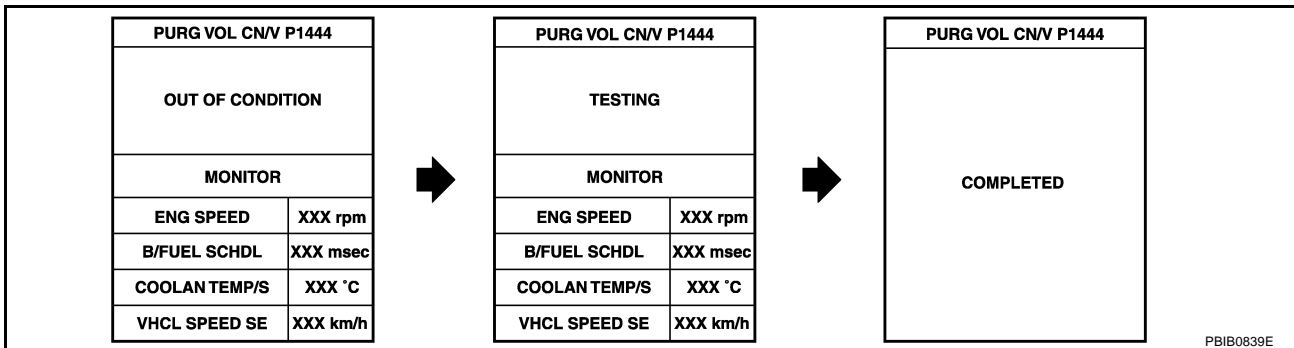 PURG VOL CN/V P1444
OUT OF CONDITION
MONITOR
ENG SPEED XXX rpm
B/FUEL SCHDL XXX msec
COOLAN TEMP/S XXX °C
VHCL SPEED SE XXX km/h
PURG VOL CN/V P1444
TESTING
MONITOR
ENG SPEED XXX rpm
B/FUEL SCHDL XXX msec
COOLAN TEMP/S XXX °C
VHCL SPEED SE XXX km/h
PURG VOL CN/V P1444
COMPLETED
PBIB0839E